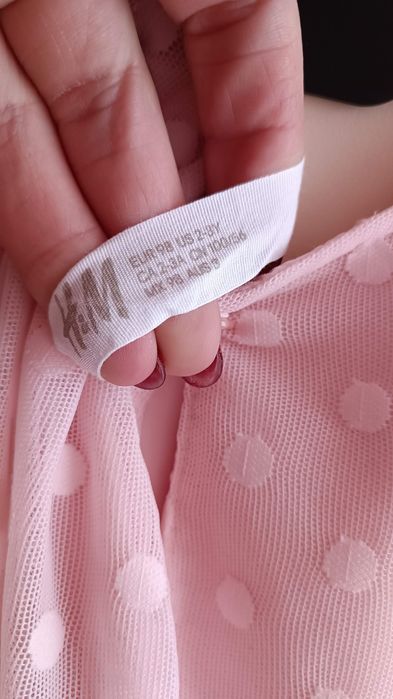 H&M
EUR 98 US 2-3Y
CA 2-3A CN 100/56
MX 98 AUS 3